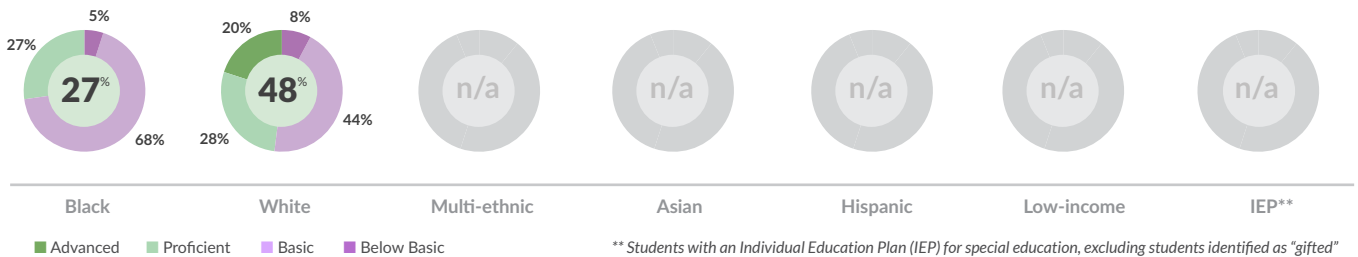 5%
27%
27%
68%
8%
20%
48%
44%
28%
n/a
n/a
n/a
n/a
n/a
Black White Multi-ethnic Asian Hispanic Low-income IEP**
Advanced Proficient Basic Below Basic
** Students with an Individual Education Plan (IEP) for special education, excluding students identified as “gifted”